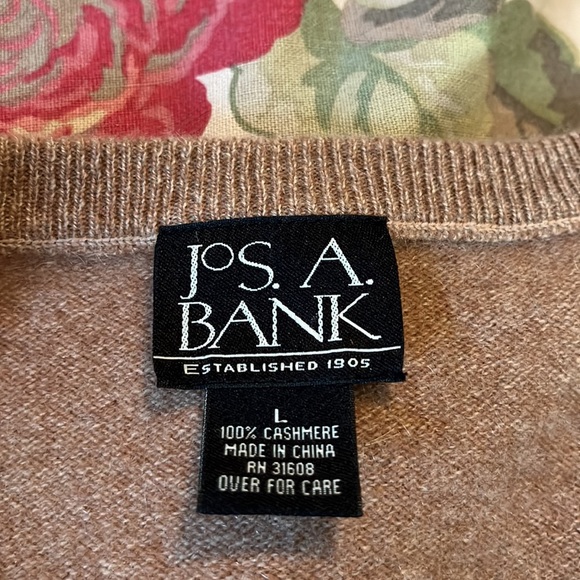 JoS. A.
BANK
ESTABLISHED 1905
L
100% CASHMERE
MADE IN CHINA
RN 31608
OVER FOR CARE